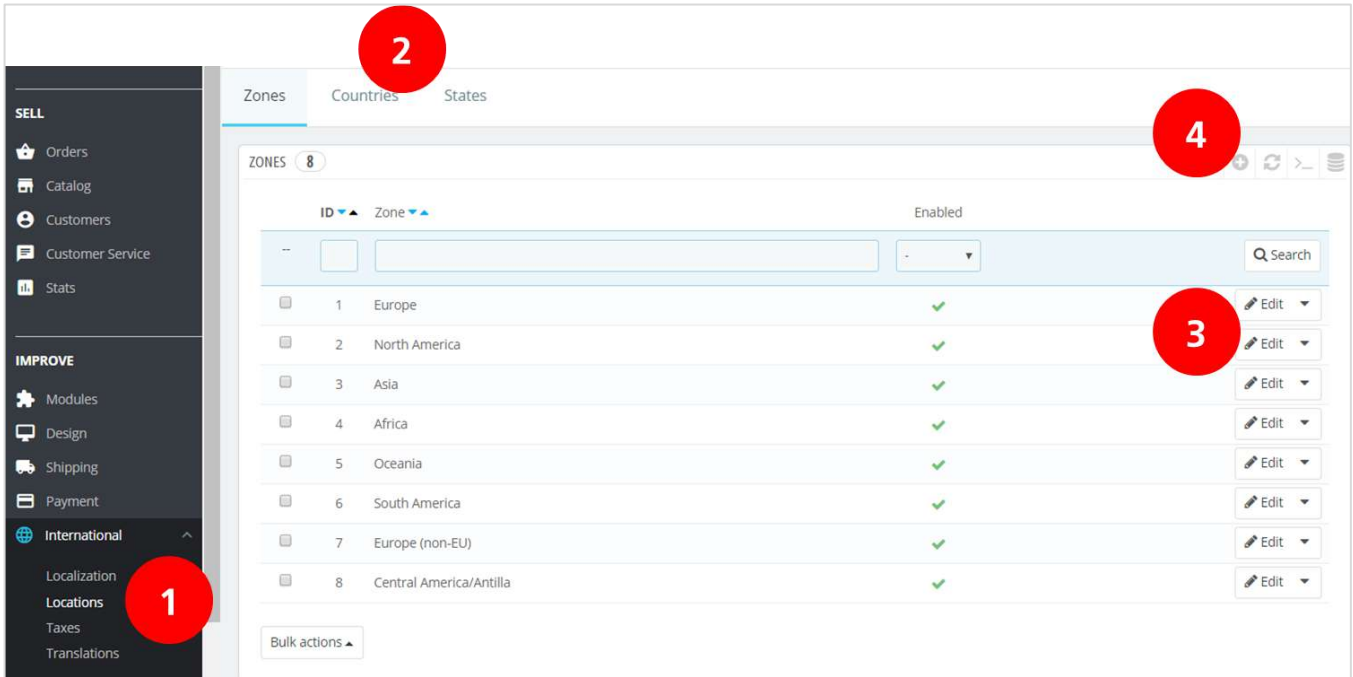 2
Zones Countries States
4
SELL
Orders
Catalog
Customers
Customer Service
Stats
IMPROVE
Modules
Design
Shipping
Payment
International
Localization
Locations
Taxes
Translations
1
ZONES 8
ID Zone Enabled
-- - Search
1 Europe Edit
2 North America Edit
3
3 Asia Edit
4 Africa Edit
5 Oceania Edit
6 South America Edit
7 Europe (non-EU) Edit
8 Central America/Antilla Edit
Bulk actions